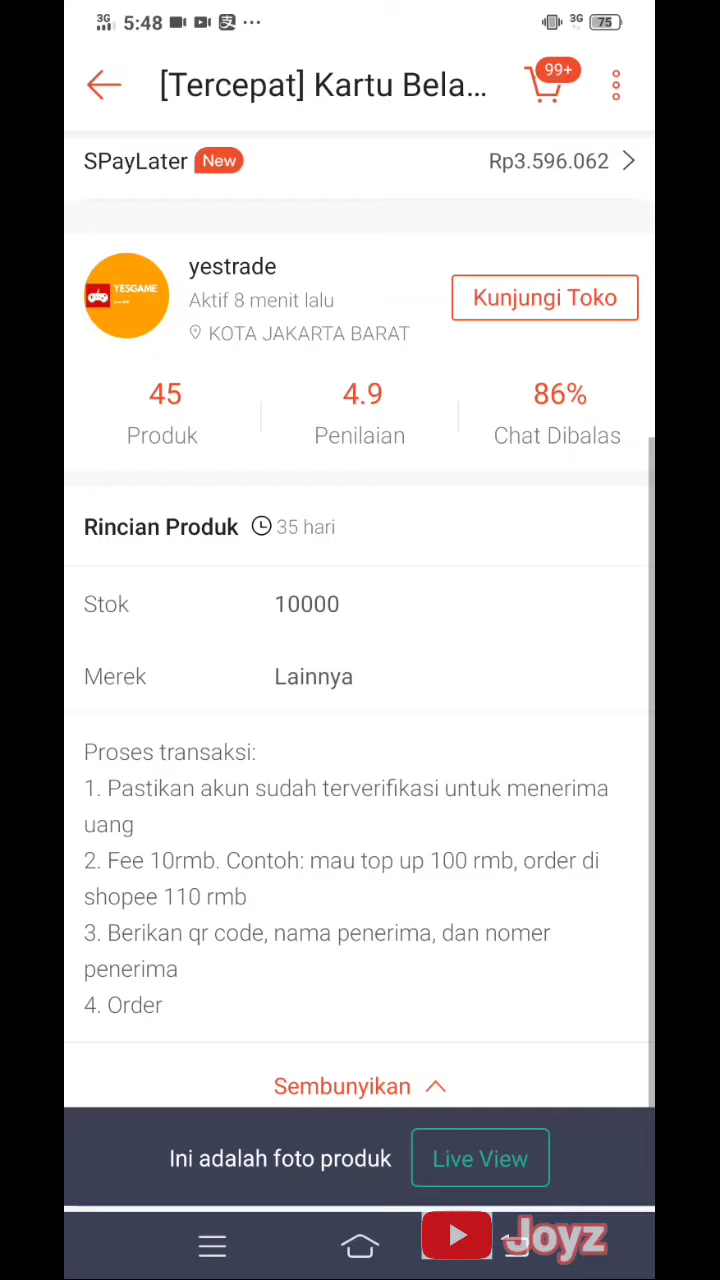 3G 5:48 支 ... 3G 75
[Tercepat] Kartu Bela... 99+
SPayLater New Rp3.596.062
YESGAME
yestrade
Aktif 8 menit lalu
KOTA JAKARTA BARAT
Kunjungi Toko
45 4.9 86%
Produk Penilaian Chat Dibalas
Rincian Produk 35 hari
Stok 10000
Merek Lainnya
Proses transaksi:
1. Pastikan akun sudah terverifikasi untuk menerima
uang
2. Fee 10rmb. Contoh: mau top up 100 rmb, order di
shopee 110 rmb
3. Berikan qr code, nama penerima, dan nomer
penerima
4. Order
Sembunyikan
Ini adalah foto produk Live View
Joyz